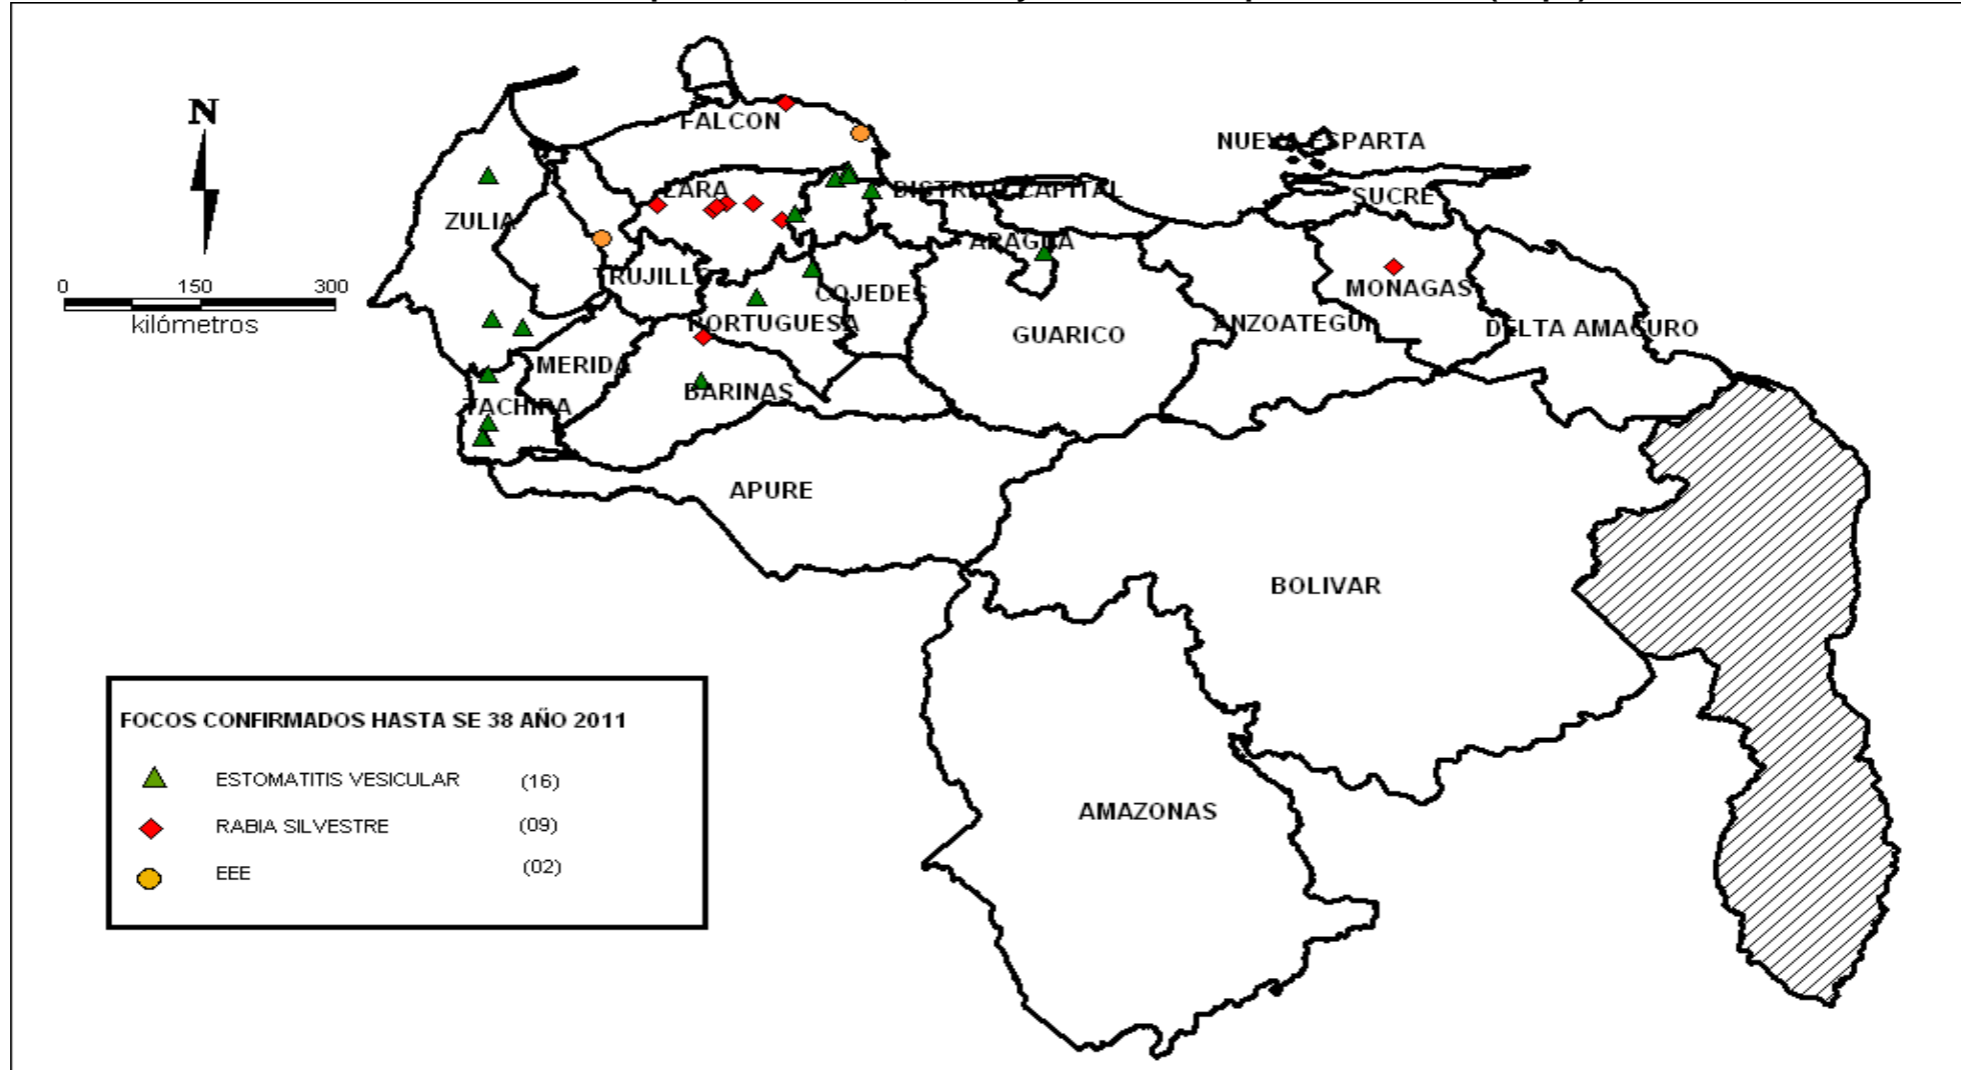 N
0 150 300
kilómetros
FALCON
NUEVA ESPARTA
LARA
CAPITAL
SUCRE
ZULIA
ARAGUA
TRUJILLO
COJEDES
MONAGAS
PORTUGUESA
GUARICO
ANZOATEGUI
DELTA AMACURO
MERIDA
BARINAS
TACHIRA
APURE
BOLIVAR
AMAZONAS
FOCOS CONFIRMADOS HASTA SE 38 AÑO 2011
ESTOMATITIS VESICULAR (16)
RABIA SILVESTRE (09)
EEE (02)